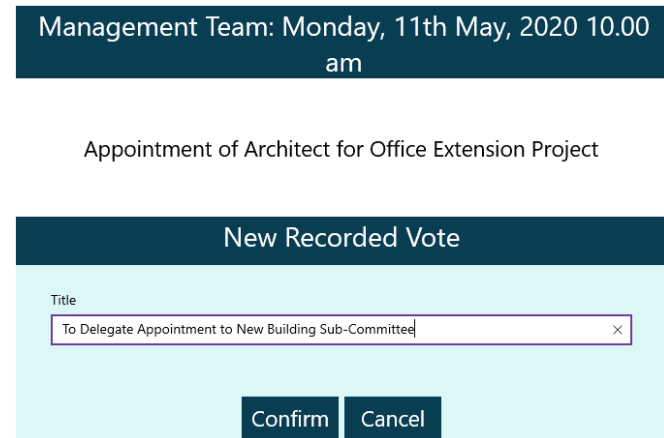 Management Team: Monday, 11th May, 2020 10.00
am
Appointment of Architect for Office Extension Project
New Recorded Vote
Title
To Delegate Appointment to New Building Sub-Committee
Confirm Cancel